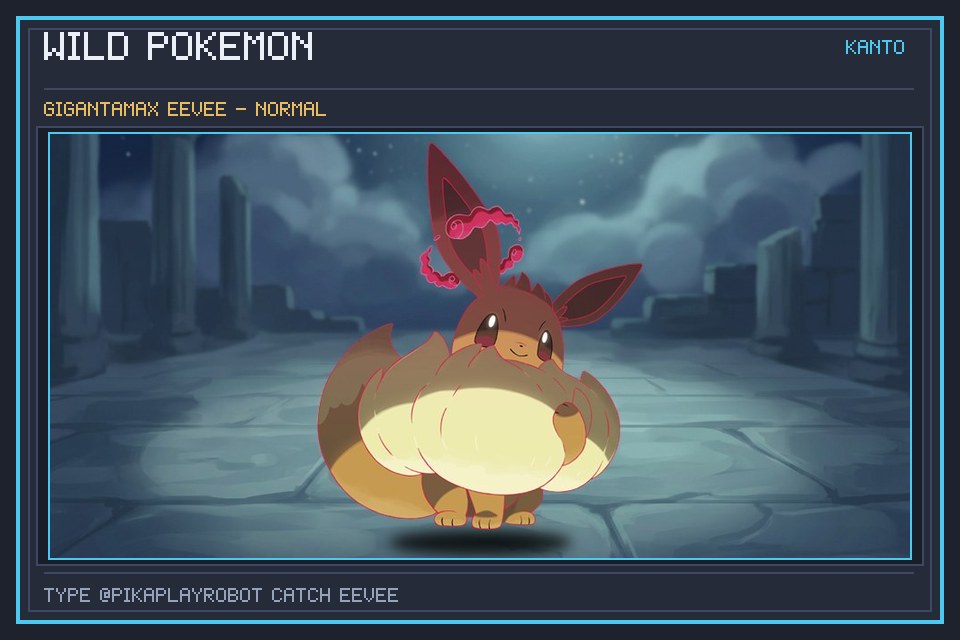 WILD POKEMON
KANTO
GIGANTAMAX EEVEE - NORMAL
TYPE @PIKAPLAYROBOT CATCH EEVEE